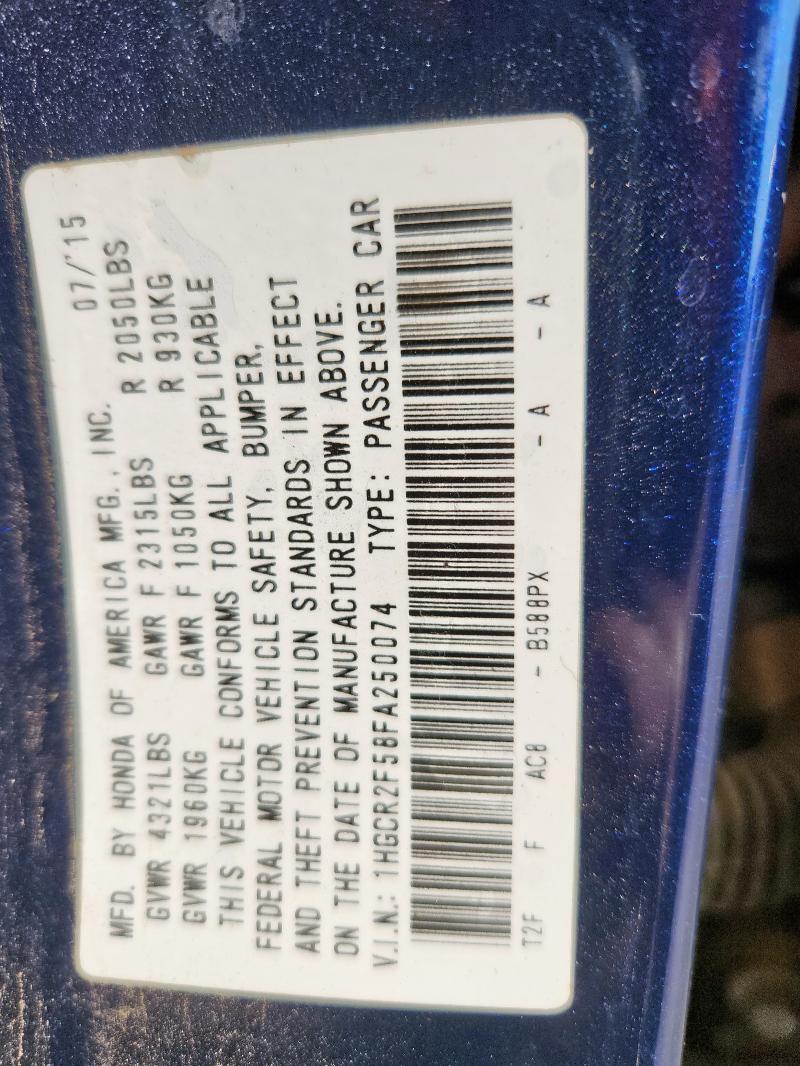 MFD. BY HONDA OF AMERICA MFG., INC. 07/'15
GVWR 4321LBS GAWR F 2315LBS R 2050LBS
GVWR 1960KG GAWR F 1050KG R 930KG
THIS VEHICLE CONFORMS TO ALL APPLICABLE
FEDERAL MOTOR VEHICLE SAFETY, BUMPER,
AND THEFT PREVENTION STANDARDS IN EFFECT
ON THE DATE OF MANUFACTURE SHOWN ABOVE.
V.I.N.: 1HGCR2F58FA250074 TYPE: PASSENGER CAR
T2F F AC8 - B588PX - A - A